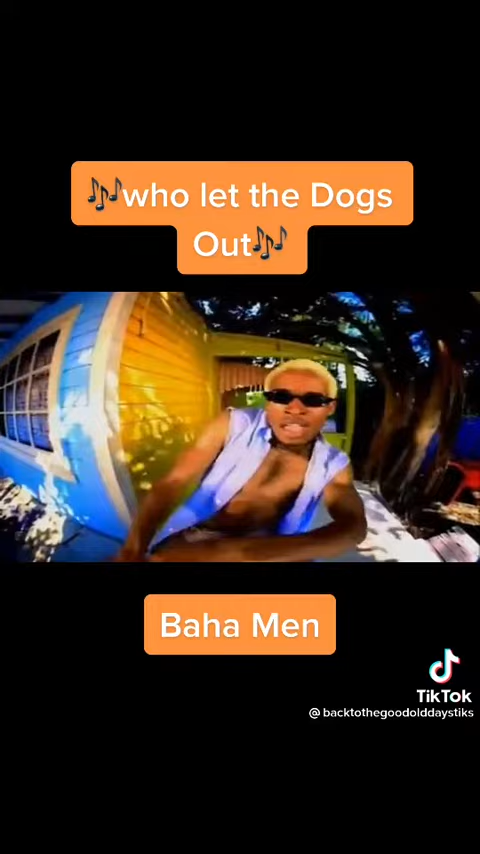 🎶who let the Dogs
Out🎶
Baha Men
TikTok
@backtothegoodolddaystiks